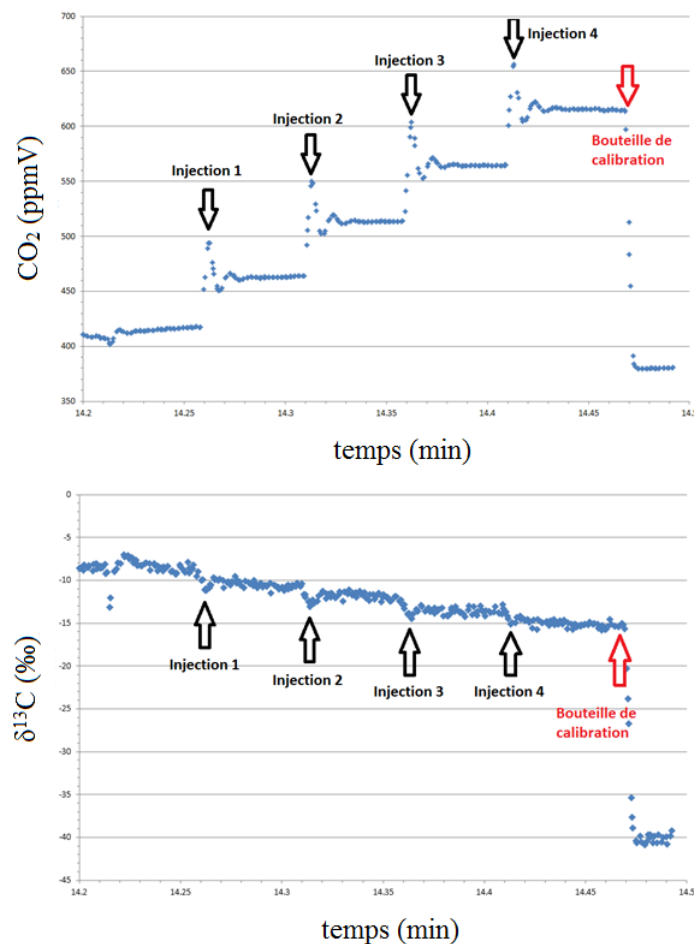 CO₂ (ppmV)
700
650
600
550
500
450
400
350
Injection 1
Injection 2
Injection 3
Injection 4
Bouteille de
calibration
14.2 14.25 14.3 14.35 14.4 14.45 14.5
temps (min)
δ¹³C (‰)
0
-5
-10
-15
-20
-25
-30
-35
-40
-45
14.2 14.25 14.3 14.35 14.4 14.45 14.5
Injection 1
Injection 2
Injection 3
Injection 4
Bouteille de
calibration
temps (min)